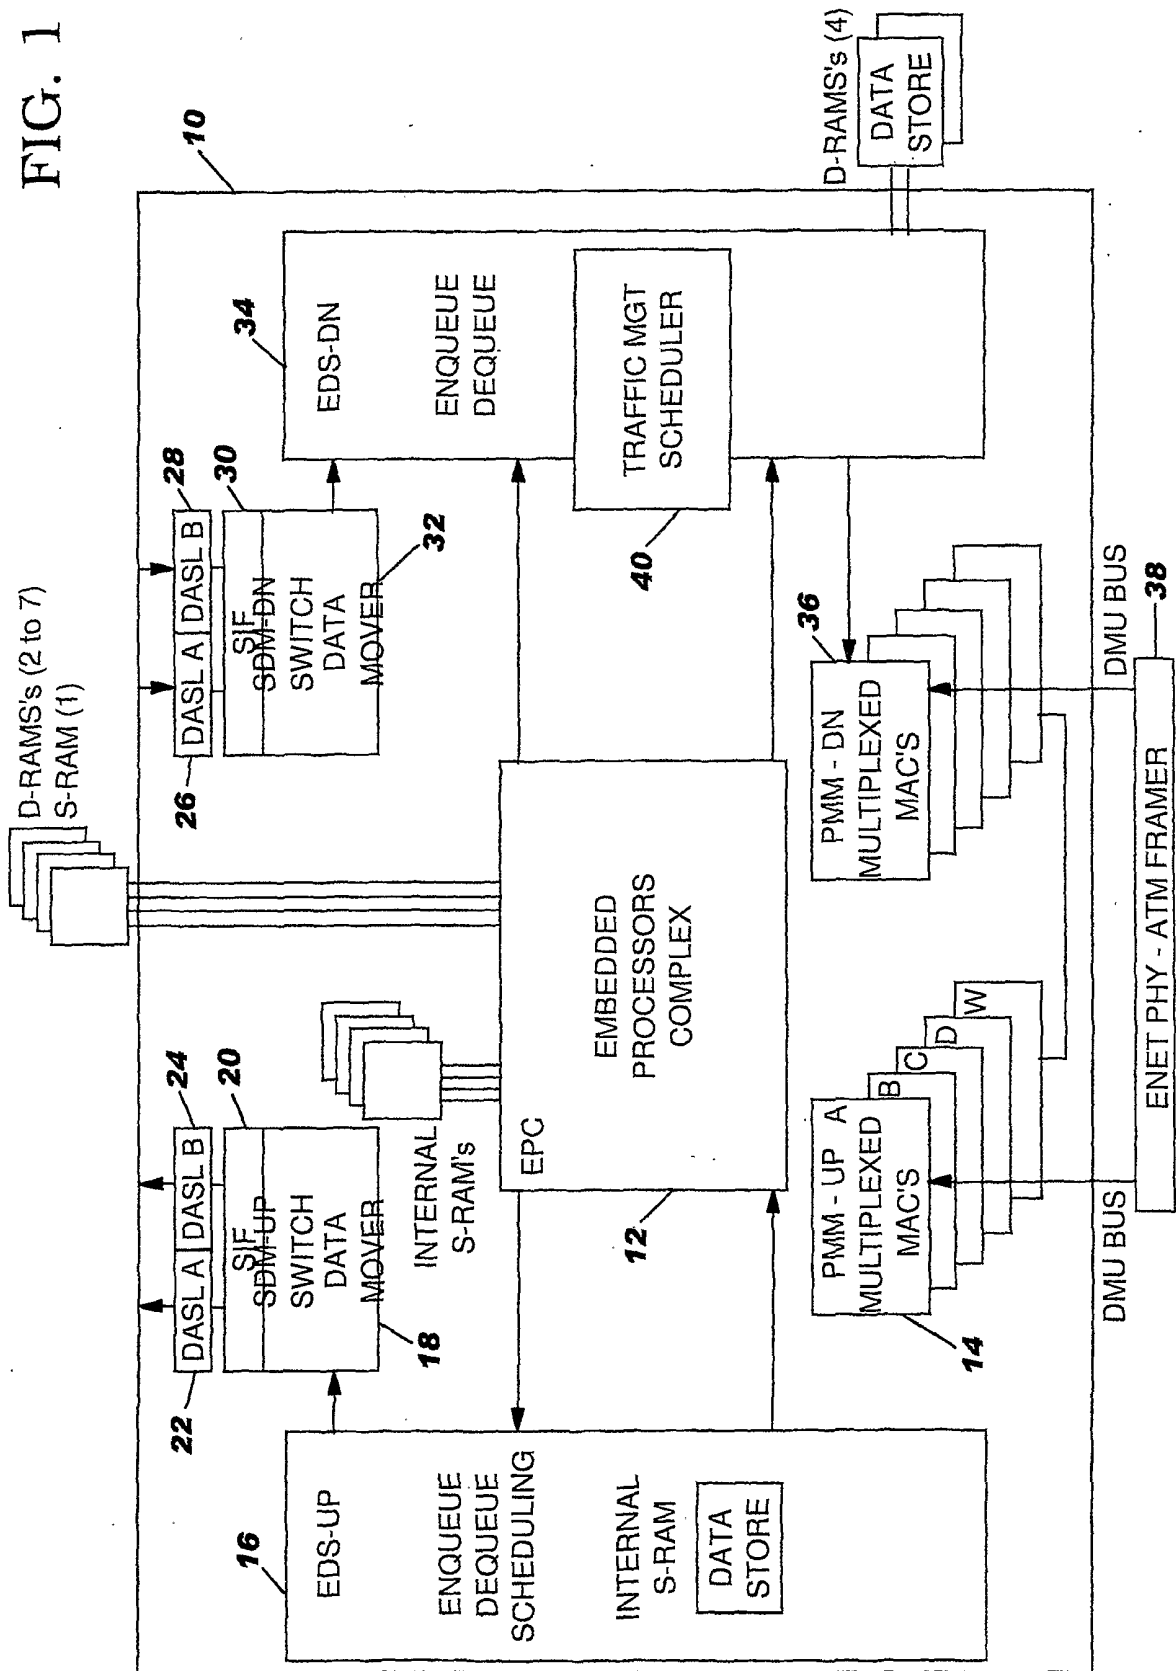 FIG. 1
D-RAMS's (2 to 7)
S-RAM (1)
10
22
DASL A
DASL B
24
26
DASL A
DASL B
28
SIF
20
SDM-UP
SWITCH
DATA
MOVER
18
SIF
30
SDM-DN
SWITCH
DATA
MOVER
32
16
EDS-UP
ENQUEUE
DEQUEUE
SCHEDULING
INTERNAL
S-RAM
DATA
STORE
INTERNAL
S-RAM's
EPC
EMBEDDED
PROCESSORS
COMPLEX
12
34
EDS-DN
ENQUEUE
DEQUEUE
TRAFFIC MGT
SCHEDULER
40
D-RAMS's (4)
DATA
STORE
PMM - UP A
MULTIPLEXED
MAC'S
B
C
D
W
14
36
PMM - DN
MULTIPLEXED
MAC'S
DMU BUS
DMU BUS
ENET PHY - ATM FRAMER
38